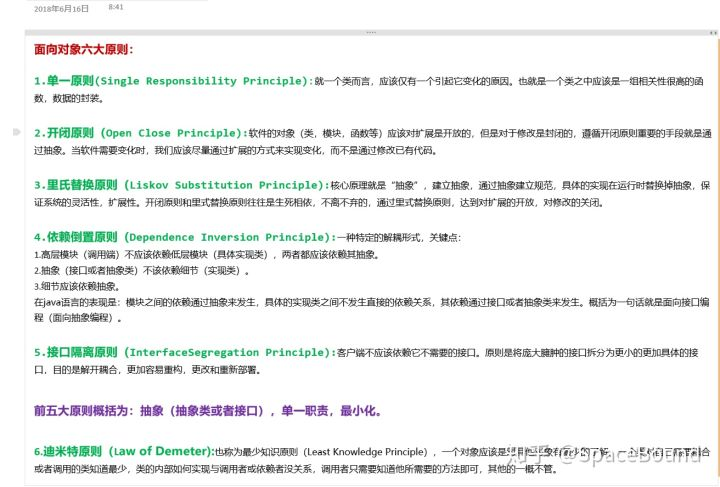 2018年6月16日 8:41
面向对象六大原则：
1.单一原则(Single Responsibility Principle)：就一个类而言，应该仅有一个引起它变化的原因。也就是一个类之中应该是一组相关性很高的函
数，数据的封装。
2.开闭原则（Open Close Principle）：软件的对象（类，模块，函数等）应该对扩展是开放的，但是对于修改是封闭的，遵循开闭原则重要的手段就是通
过抽象。当软件需要变化时，我们应该尽量通过扩展的方式来实现变化，而不是通过修改已有代码。
3.里氏替换原则（Liskov Substitution Principle)：核心原理就是“抽象”，建立抽象，通过抽象建立规范，具体的实现在运行时替换掉抽象，保
证系统的灵活性，扩展性。开闭原则和里式替换原则往往是生死相依，不离不弃的，通过里式替换原则，达到对扩展的开放，对修改的关闭。
4.依赖倒置原则（Dependence Inversion Principle)：一种特定的解耦形式，关键点：
1.高层模块（调用端）不应该依赖低层模块（具体实现类），两者都应该依赖其抽象。
2.抽象（接口或者抽象类）不该依赖细节（实现类）。
3.细节应该依赖抽象。
在java语言的表现是：模块之间的依赖通过抽象来发生，具体的实现类之间不发生直接的依赖关系，其依赖通过接口或者抽象类来发生。概括为一句话就是面向接口编
程（面向抽象编程）。
5.接口隔离原则（InterfaceSegregation Principle)：客户端不应该依赖它不需要的接口。原则是将庞大臃肿的接口拆分为更小的更加具体的接
口，目的是解开耦合，更加容易重构，更改和重新部署。
前五大原则概括为：抽象（抽象类或者接口），单一职责，最小化。
6.迪米特原则（Law of Demeter)：也称为最少知识原则（Least Knowledge Principle），一个对象应该是对其他对象有最少的了解，一个类对自己需要耦合
或者调用的类知道最少，类的内部如何实现与调用者或依赖者没关系，调用者只需要知道他所需要的方法即可，其他的一概不管。
知乎 @SpaceBound